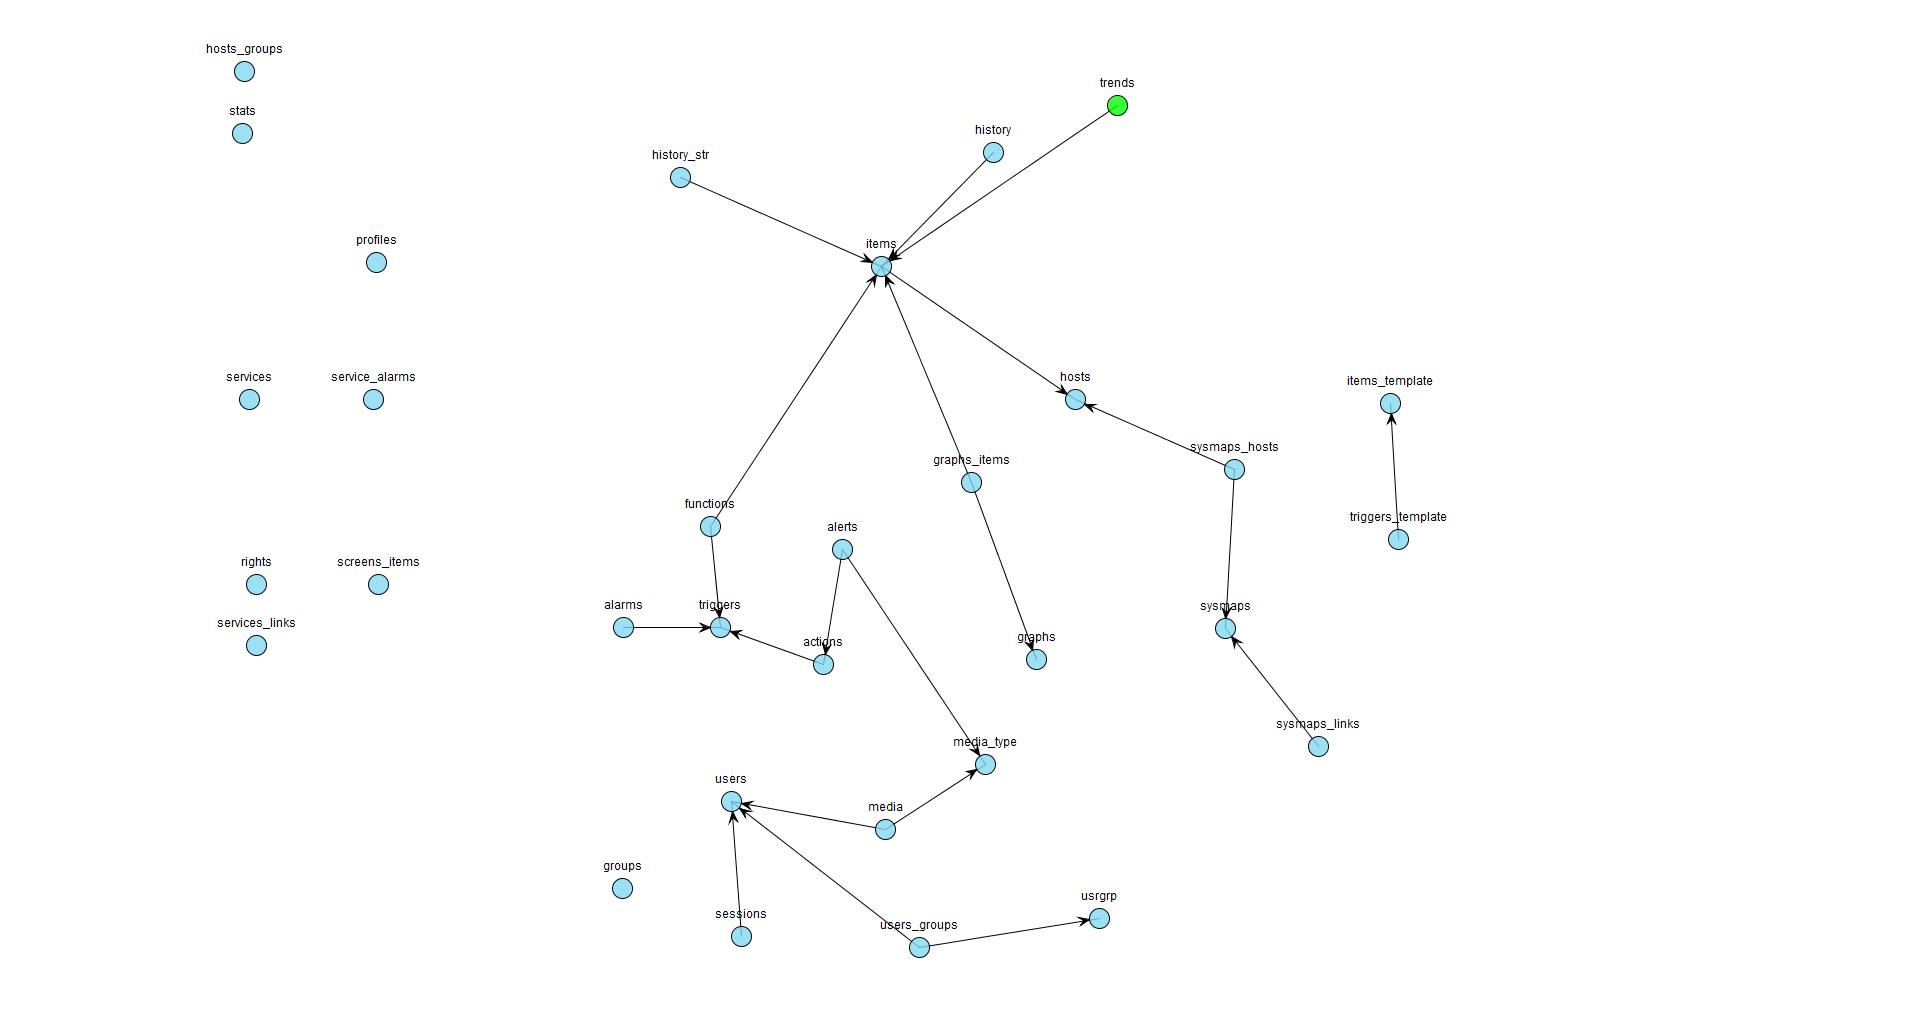 hosts_groups
stats
trends
history
history_str
profiles
items
services
service_alarms
hosts
items_template
sysmaps_hosts
graphs_items
functions
triggers_template
alerts
rights
screens_items
alarms
triggers
sysmaps
services_links
actions
graphs
sysmaps_links
media_type
users
media
groups
usrgrp
sessions
users_groups